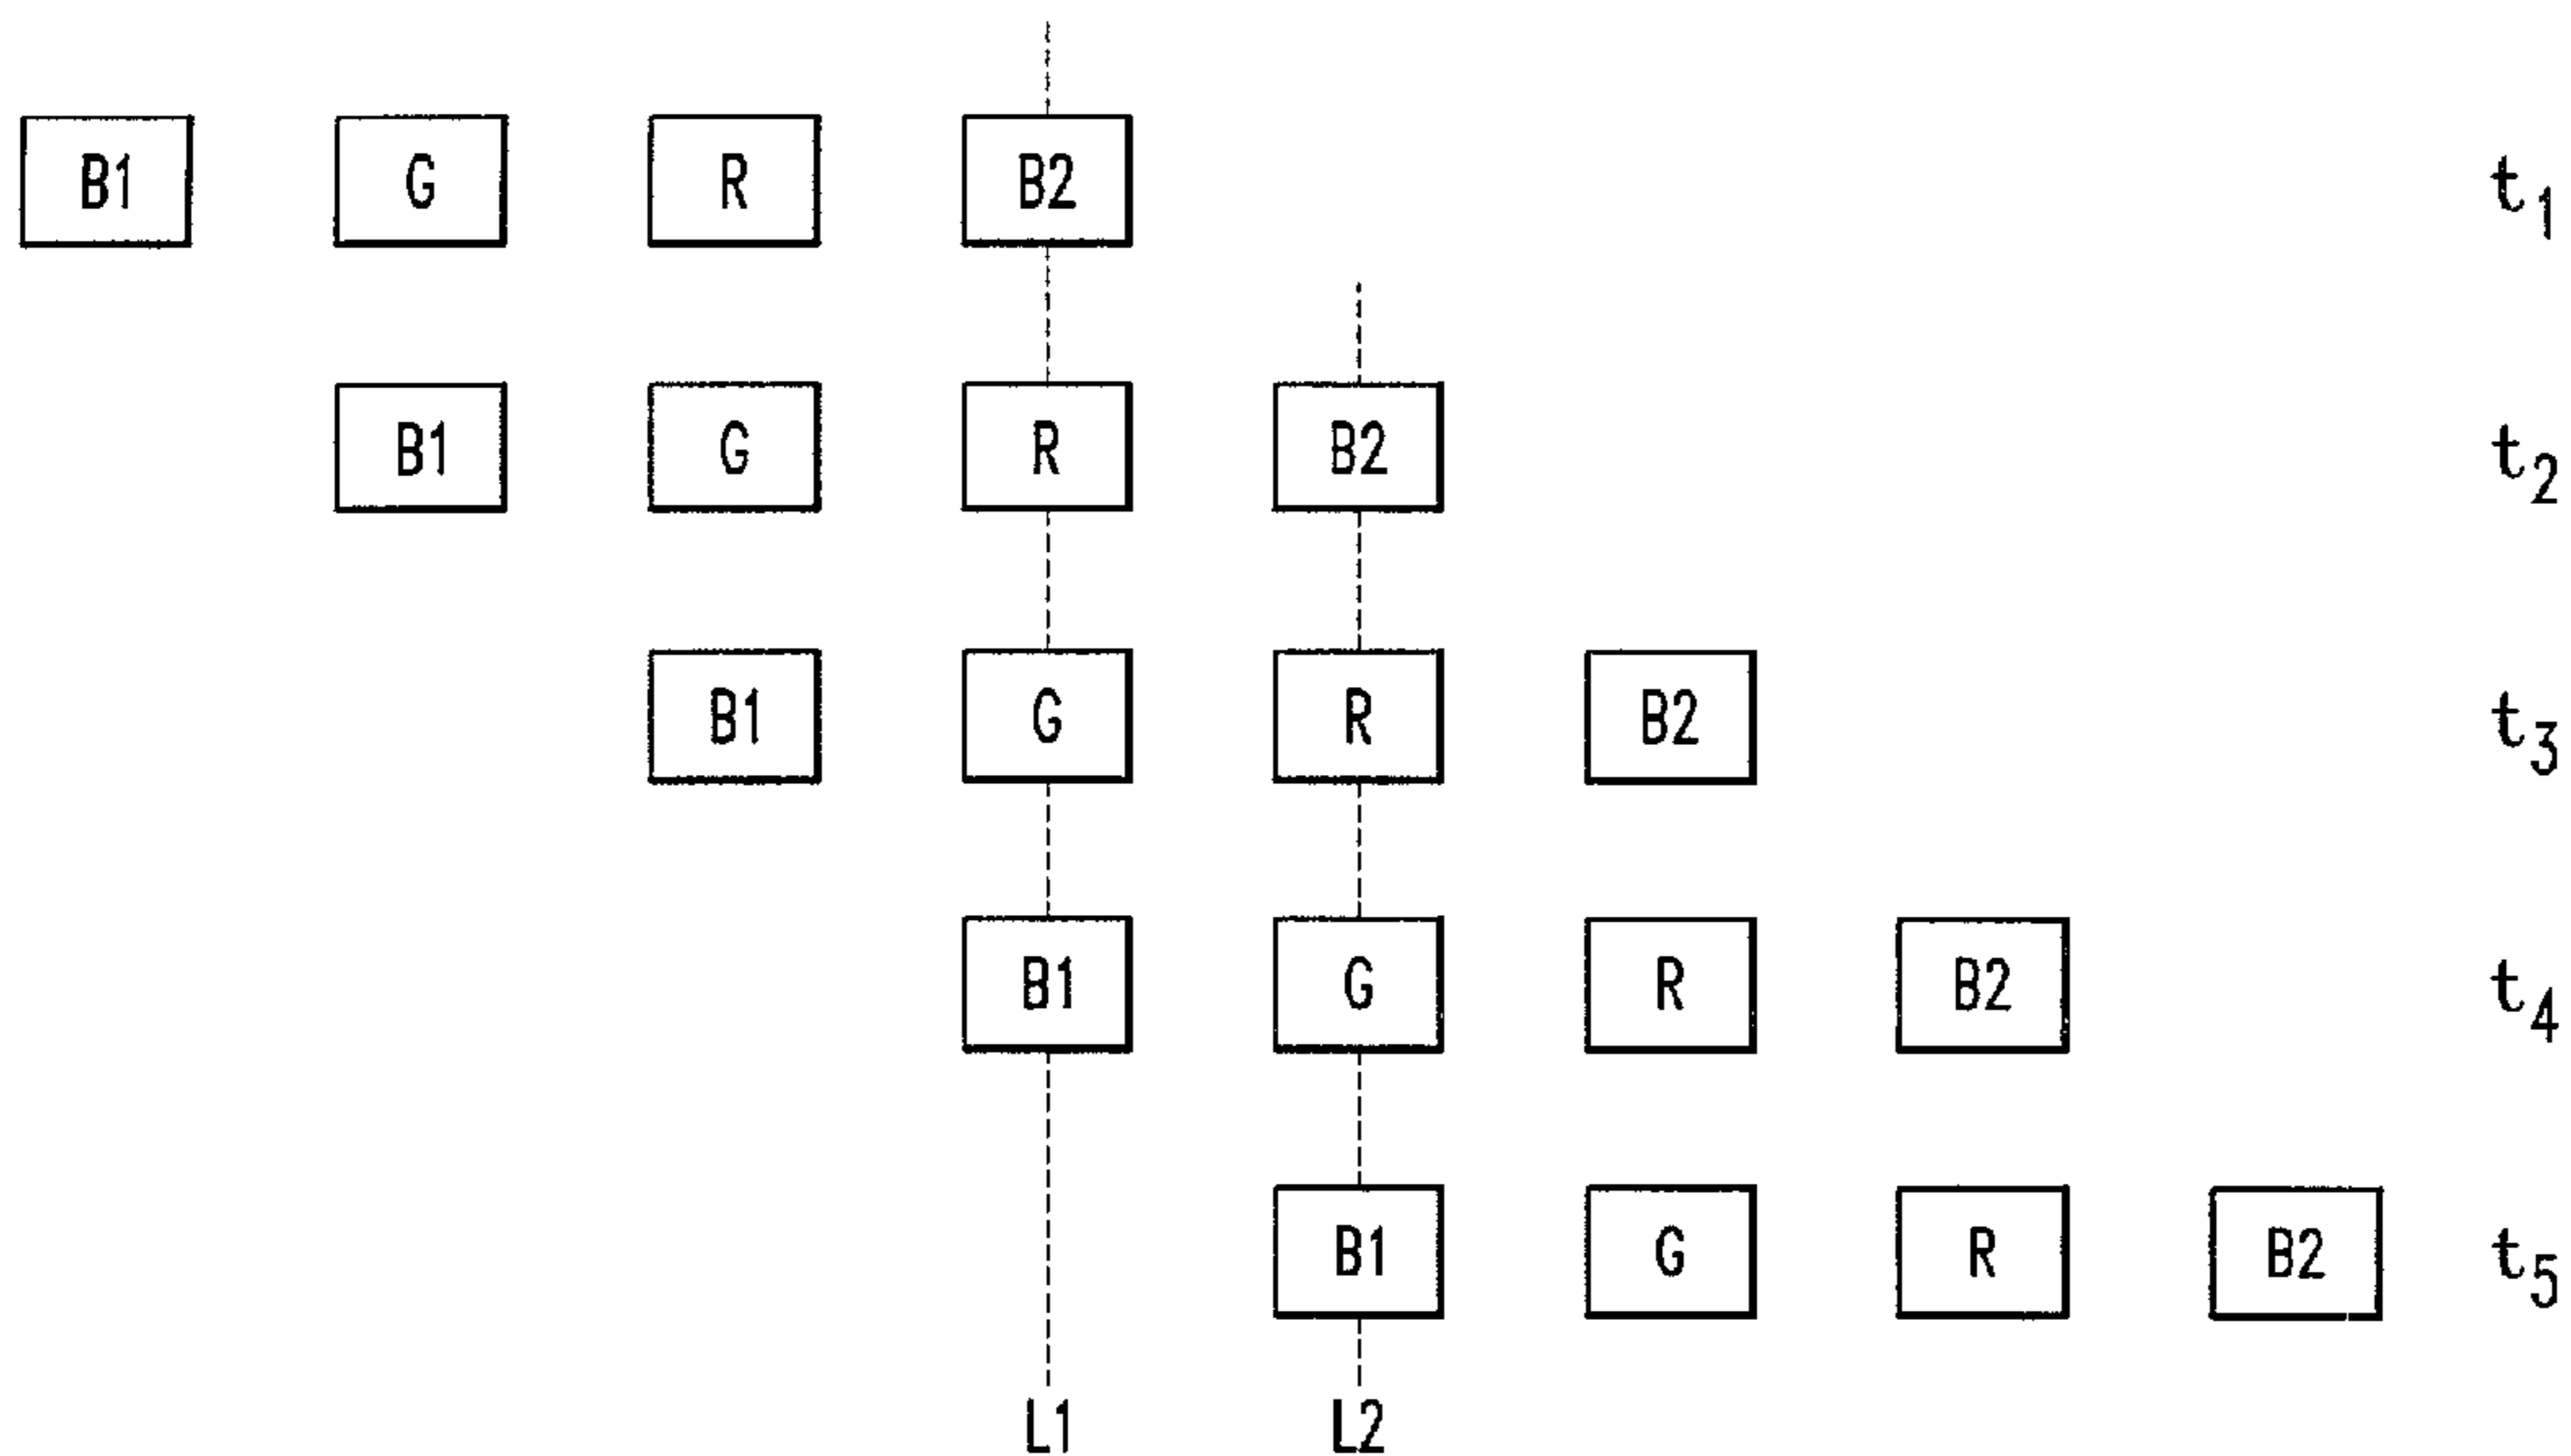 B1 G R B2 t₁
B1 G R B2 t₂
B1 G R B2 t₃
B1 G R B2 t₄
B1 G R B2 t₅
L1 L2